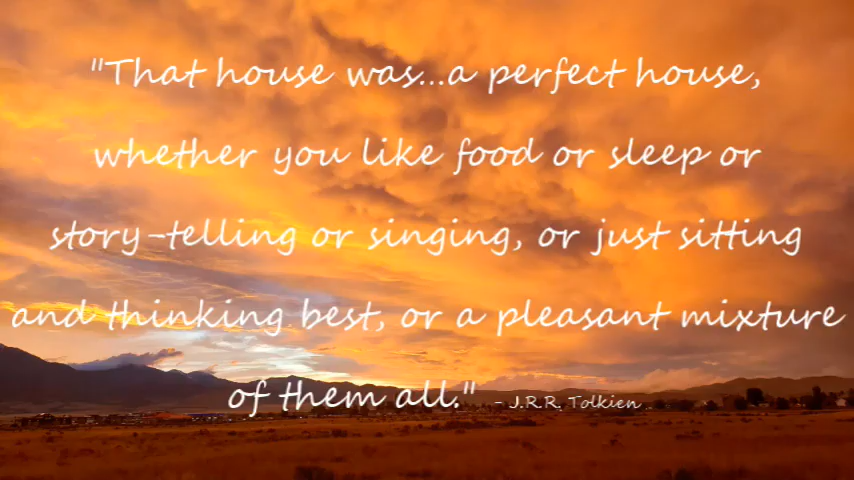 "That house was...a perfect house,
whether you like food or sleep or
story-telling or singing, or just sitting
and thinking best, or a pleasant mixture
of them all." - J.R.R. Tolkien